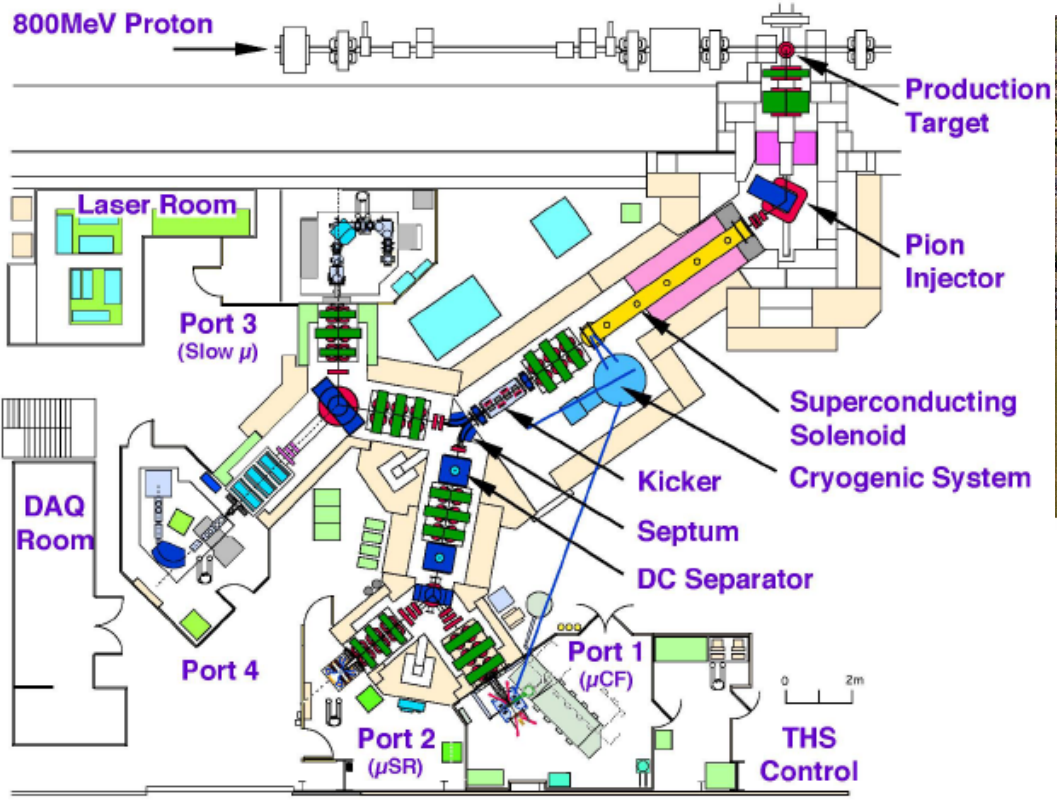 800MeV Proton
Production
Target
Laser Room
Pion
Injector
Port 3
(Slow μ)
Superconducting
Solenoid
Cryogenic System
Kicker
DAQ
Room
Septum
DC Separator
Port 4
Port 1
(μCF)
0 2m
Port 2
(μSR)
THS
Control